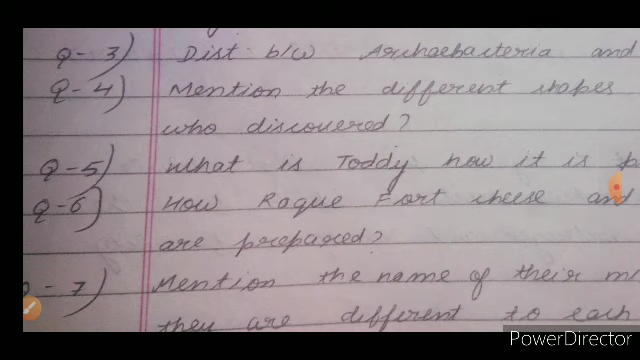 Q-3) Dist b/w Archaebacteria and
Q-4) Mention the different shapes
who discovered?
Q-5) What is Toddy how it is p
Q-6) How Roque Fort cheese and
are prepared?
- 7) Mention the name of their m
they are different to each
PowerDirector